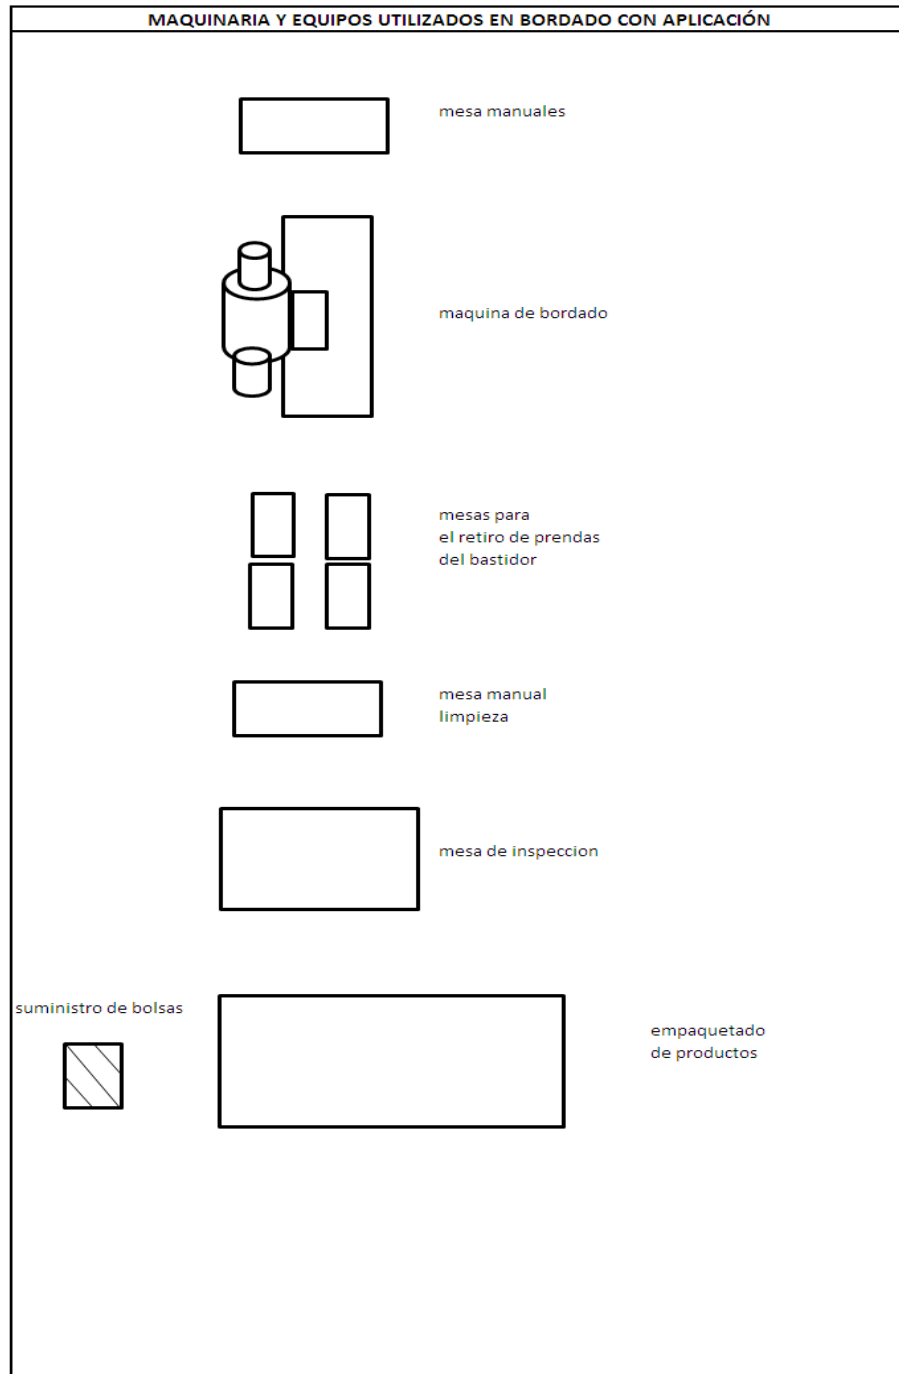 MAQUINARIA Y EQUIPOS UTILIZADOS EN BORDADO CON APLICACIÓN
mesa manuales
maquina de bordado
mesas para
el retiro de prendas
del bastidor
mesa manual
limpieza
mesa de inspeccion
suministro de bolsas
empaquetado
de productos